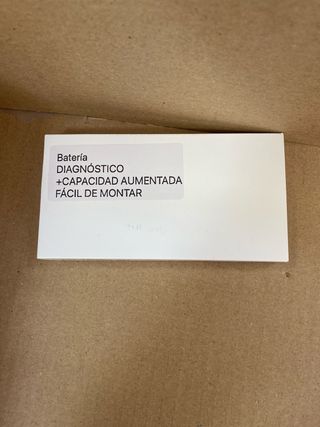 Batería
DIAGNÓSTICO
+CAPACIDAD AUMENTADA
FÁCIL DE MONTAR